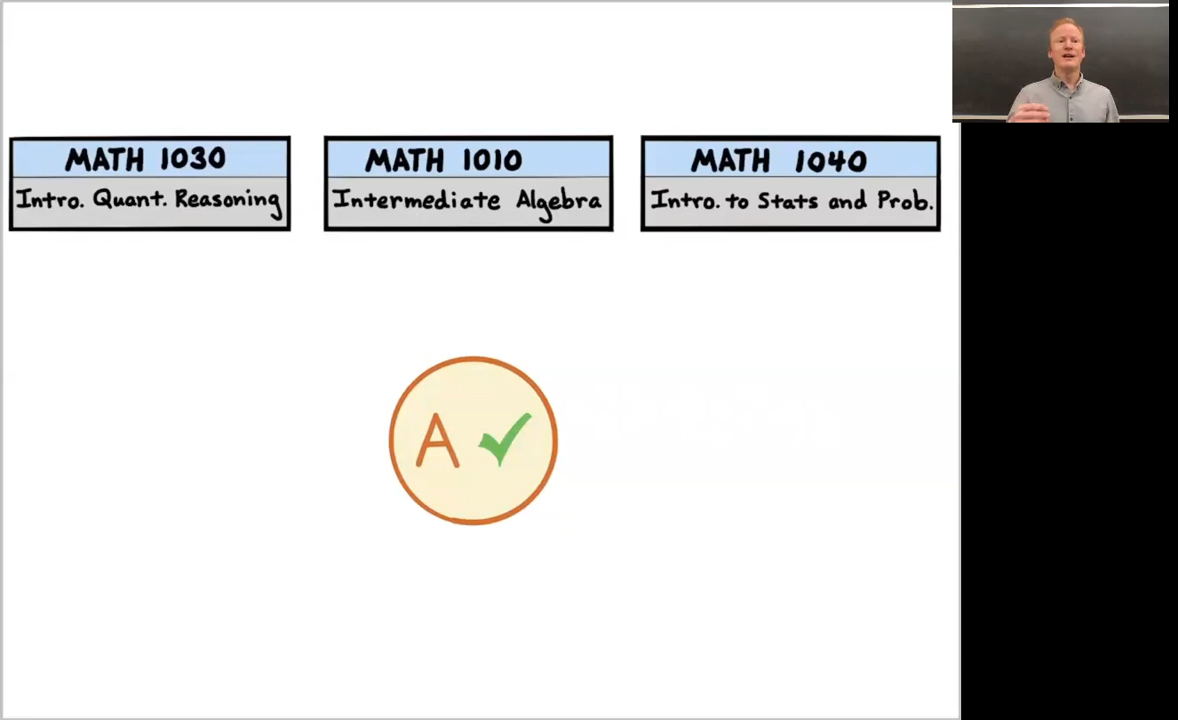 MATH 1030
Intro. Quant. Reasoning
MATH 1010
Intermediate Algebra
MATH 1040
Intro. to Stats and Prob.
A